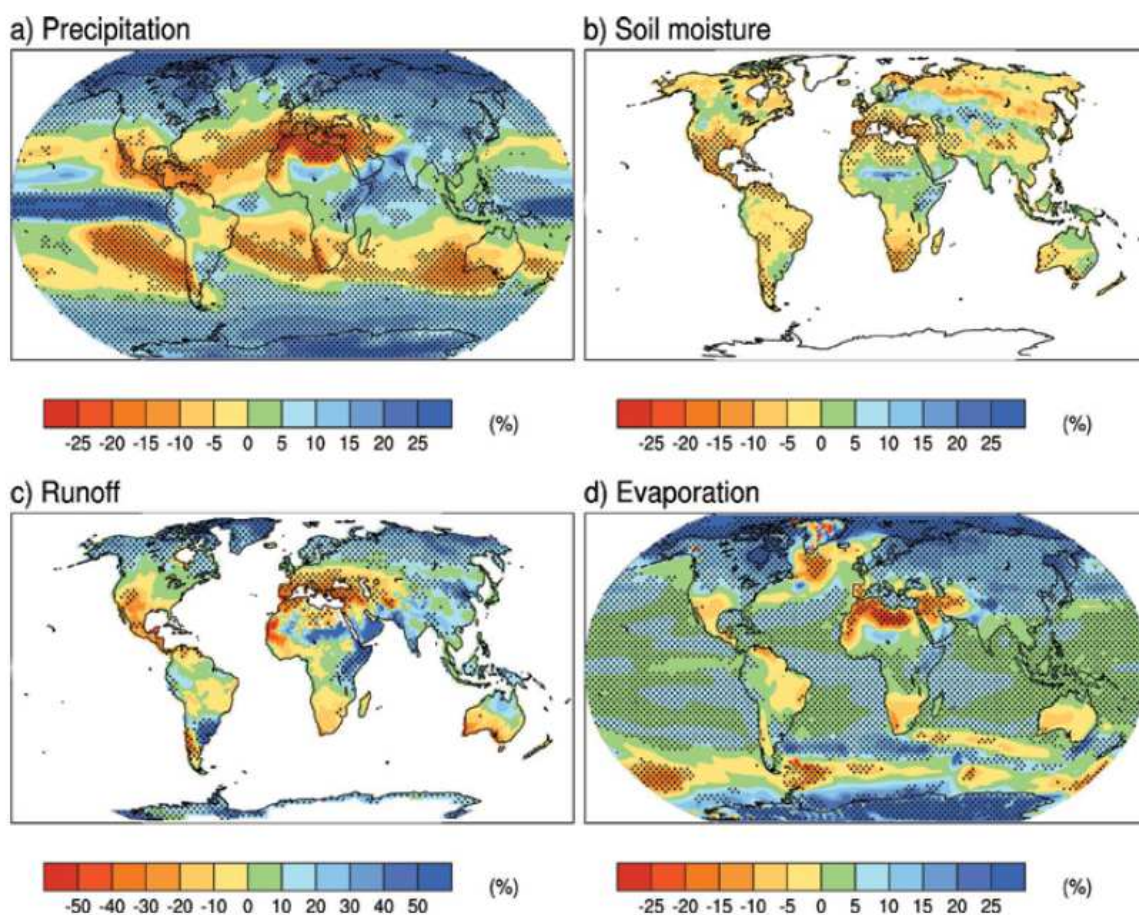 a) Precipitation
b) Soil moisture
-25 -20 -15 -10 -5 0 5 10 15 20 25 (%)
-25 -20 -15 -10 -5 0 5 10 15 20 25 (%)
c) Runoff
d) Evaporation
-50 -40 -30 -20 -10 0 10 20 30 40 50 (%)
-25 -20 -15 -10 -5 0 5 10 15 20 25 (%)